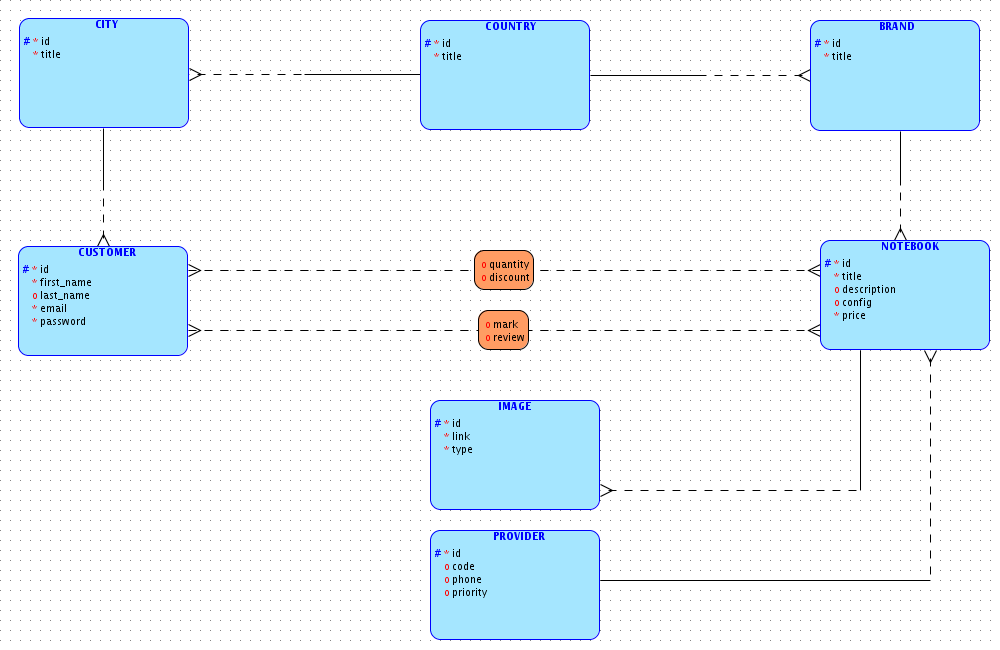 CITY
# * id
* title
COUNTRY
# * id
* title
BRAND
# * id
* title
CUSTOMER
# * id
* first_name
o last_name
* email
* password
o quantity
o discount
o mark
o review
NOTEBOOK
# * id
* title
o description
o config
* price
IMAGE
# * id
* link
* type
PROVIDER
# * id
o code
o phone
o priority